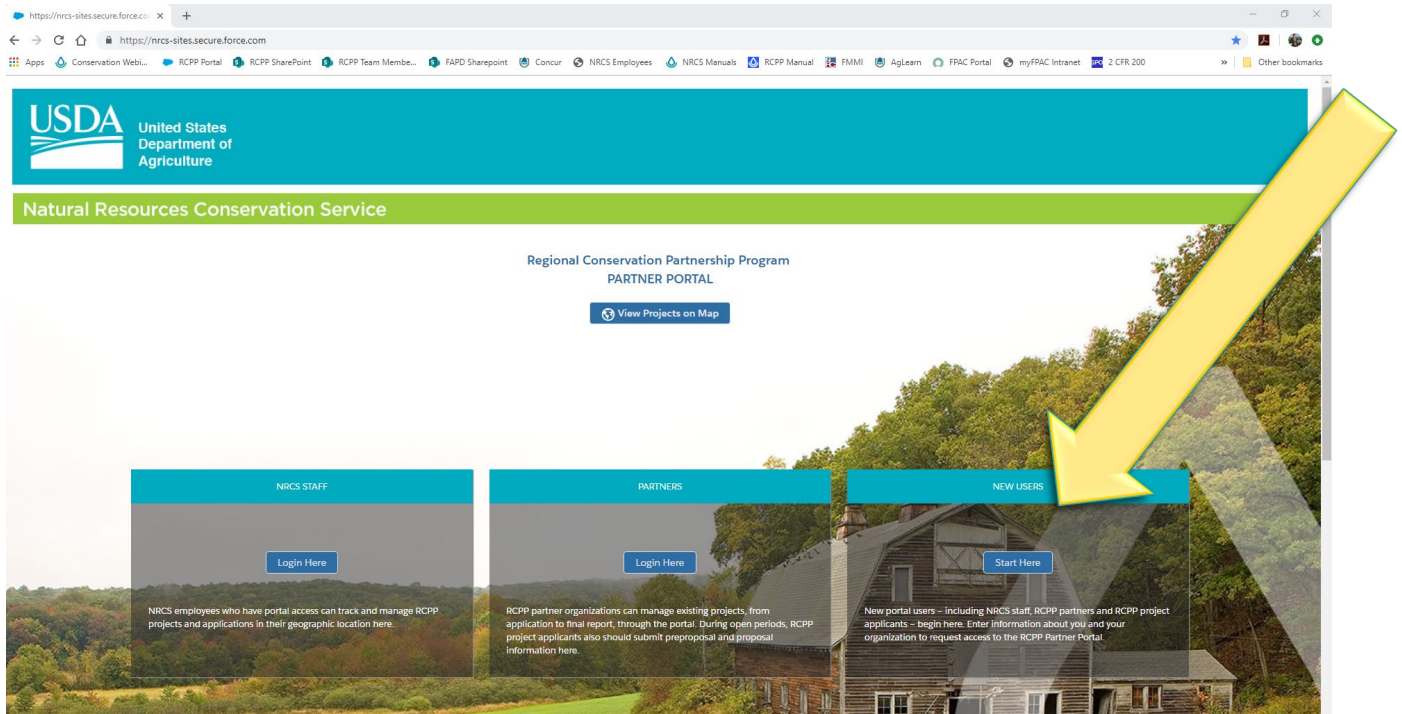 https://nrcs-sites.secure.force.co
https://nrcs-sites.secure.force.com
Apps Conservation Webi... RCPP Portal RCPP SharePoint RCPP Team Membe... FAPD Sharepoint Concur NRCS Employees NRCS Manuals RCPP Manual FMMI AgLearn FPAC Portal myFPAC Intranet SPO 2 CFR 200 » Other bookmarks
USDA
United States
Department of
Agriculture
Natural Resources Conservation Service
Regional Conservation Partnership Program
PARTNER PORTAL
View Projects on Map
NRCS STAFF
Login Here
NRCS employees who have portal access can track and manage RCPP
projects and applications in their geographic location here.
PARTNERS
Login Here
RCPP partner organizations can manage existing projects, from
application to final report, through the portal. During open periods, RCPP
project applicants also should submit preproposal and proposal
information here.
NEW USERS
Start Here
New portal users – including NRCS staff, RCPP partners and RCPP project
applicants – begin here. Enter information about you and your
organization to request access to the RCPP Partner Portal.